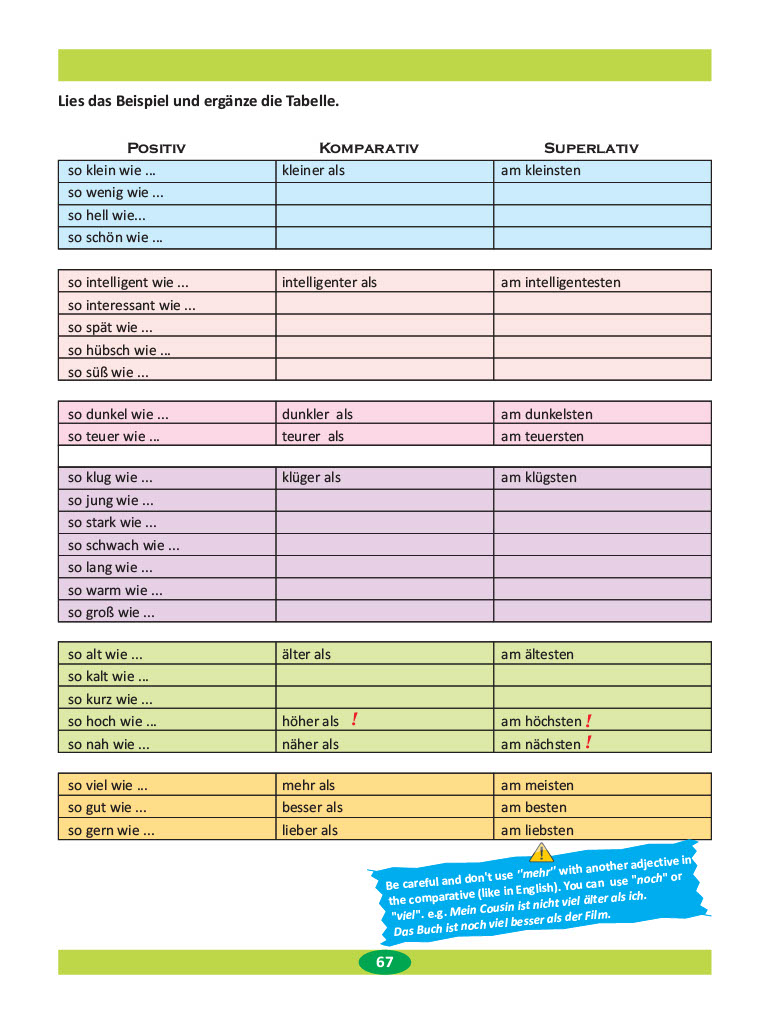 Lies das Beispiel und ergänze die Tabelle.
Positiv Komparativ Superlativ
so klein wie ... kleiner als am kleinsten
so wenig wie ...
so hell wie...
so schön wie ...
so intelligent wie ... intelligenter als am intelligentesten
so interessant wie ...
so spät wie ...
so hübsch wie ...
so süß wie ...
so dunkel wie ... dunkler als am dunkelsten
so teuer wie ... teurer als am teuersten
so klug wie ... klüger als am klügsten
so jung wie ...
so stark wie ...
so schwach wie ...
so lang wie ...
so warm wie ...
so groß wie ...
so alt wie ... älter als am ältesten
so kalt wie ...
so kurz wie ...
so hoch wie ... höher als ! am höchsten !
so nah wie ... näher als am nächsten !
so viel wie ... mehr als am meisten
so gut wie ... besser als am besten
so gern wie ... lieber als am liebsten
!
Be careful and don't use "mehr" with another adjective in
the comparative (like in English). You can use "noch" or
"viel". e.g. Mein Cousin ist nicht viel älter als ich.
Das Buch ist noch viel besser als der Film.
67